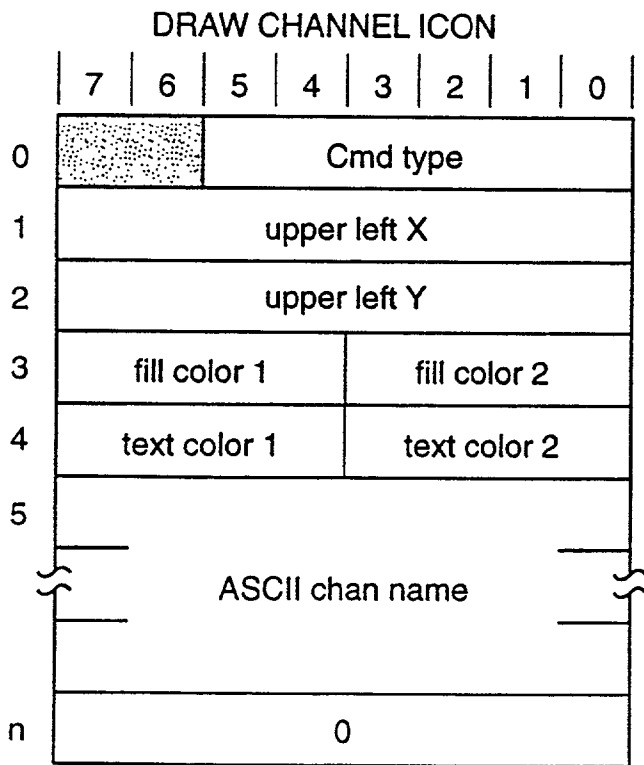 DRAW CHANNEL ICON
7 6 5 4 3 2 1 0
0 Cmd type
1 upper left X
2 upper left Y
3 fill color 1 fill color 2
4 text color 1 text color 2
5
ASCII chan name
n 0